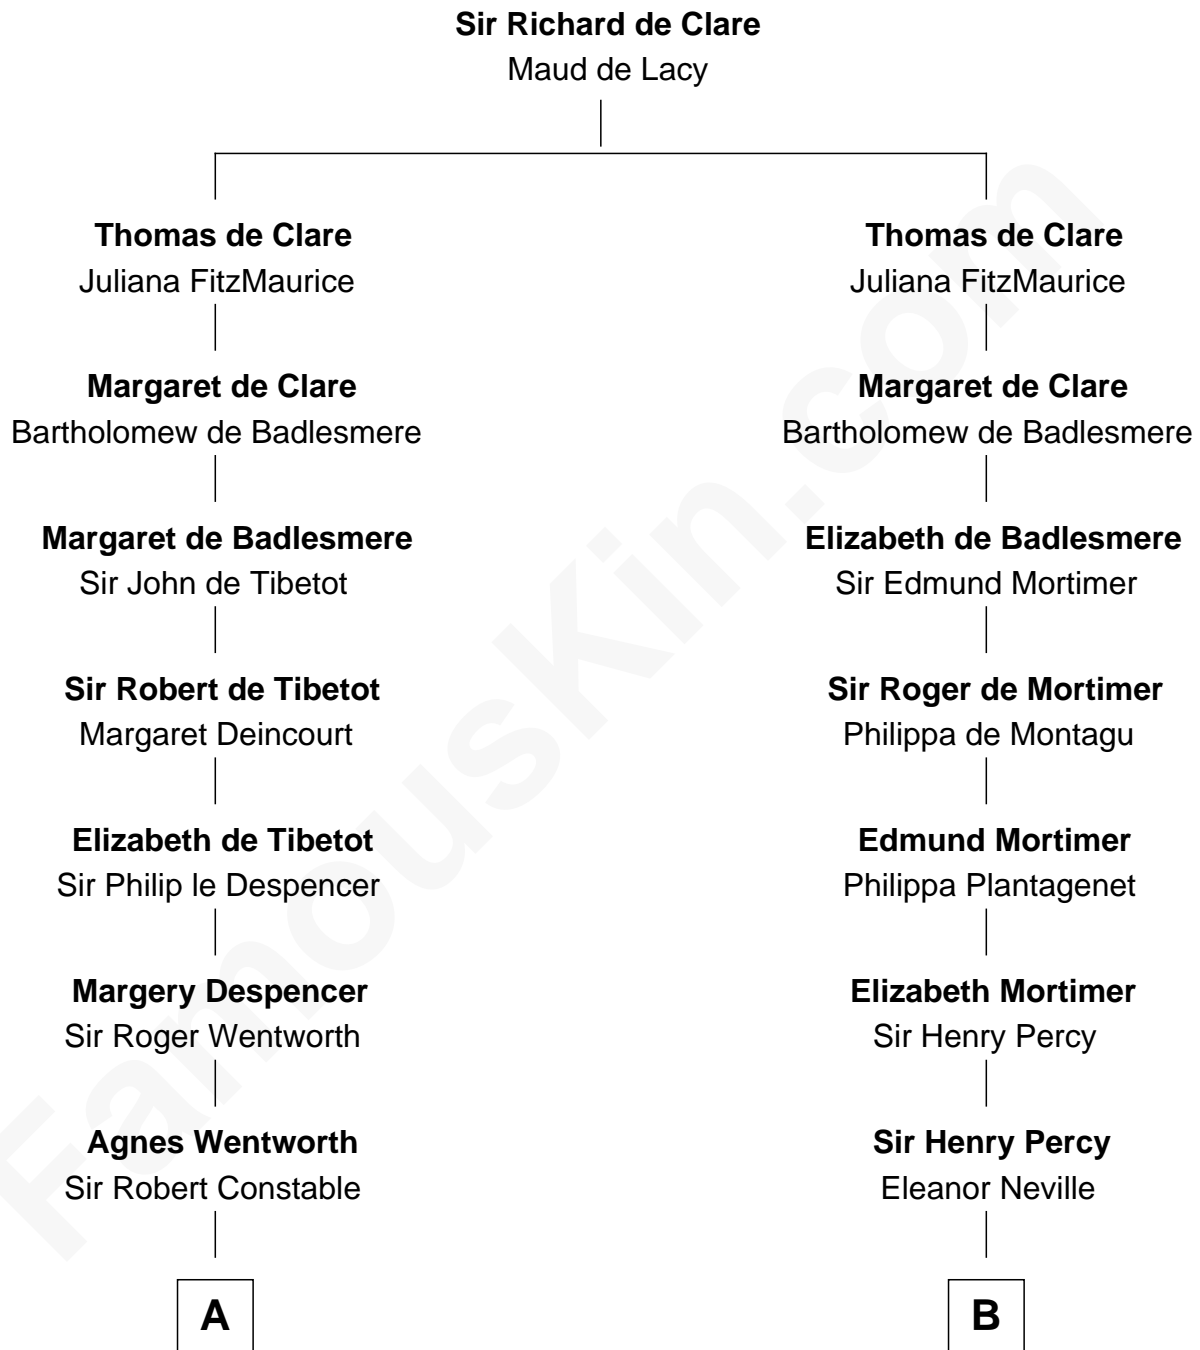 Sir Richard de Clare
Maud de Lacy
Thomas de Clare
Juliana FitzMaurice
Margaret de Clare
Bartholomew de Badlesmere
Margaret de Badlesmere
Sir John de Tibetot
Sir Robert de Tibetot
Margaret Deincourt
Elizabeth de Tibetot
Sir Philip le Despencer
Margery Despencer
Sir Roger Wentworth
Agnes Wentworth
Sir Robert Constable
A
Thomas de Clare
Juliana FitzMaurice
Margaret de Clare
Bartholomew de Badlesmere
Elizabeth de Badlesmere
Sir Edmund Mortimer
Sir Roger de Mortimer
Philippa de Montagu
Edmund Mortimer
Philippa Plantagenet
Elizabeth Mortimer
Sir Henry Percy
Sir Henry Percy
Eleanor Neville
B
FamousKin.com